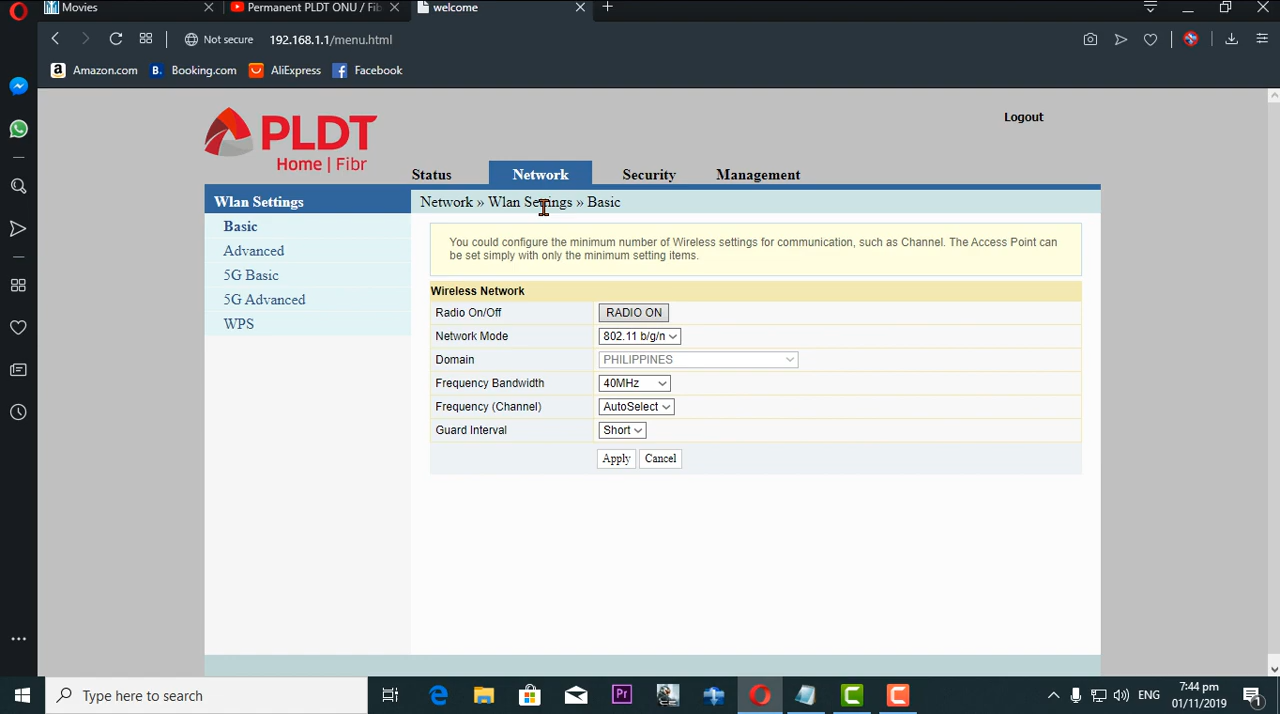 Movies
Permanent PLDT ONU / Fib
welcome
Not secure 192.168.1.1/menu.html
Amazon.com
Booking.com
AliExpress
Facebook
PLDT
Home | Fibr
Logout
Status
Network
Security
Management
Wlan Settings
Network » Wlan Settings » Basic
Basic
Advanced
5G Basic
5G Advanced
WPS
You could configure the minimum number of Wireless settings for communication, such as Channel. The Access Point can
be set simply with only the minimum setting items.
Wireless Network
Radio On/Off RADIO ON
Network Mode 802.11 b/g/n
Domain PHILIPPINES
Frequency Bandwidth 40MHz
Frequency (Channel) AutoSelect
Guard Interval Short
Apply Cancel
Type here to search
Pr
ENG
7:44 pm
01/11/2019
1